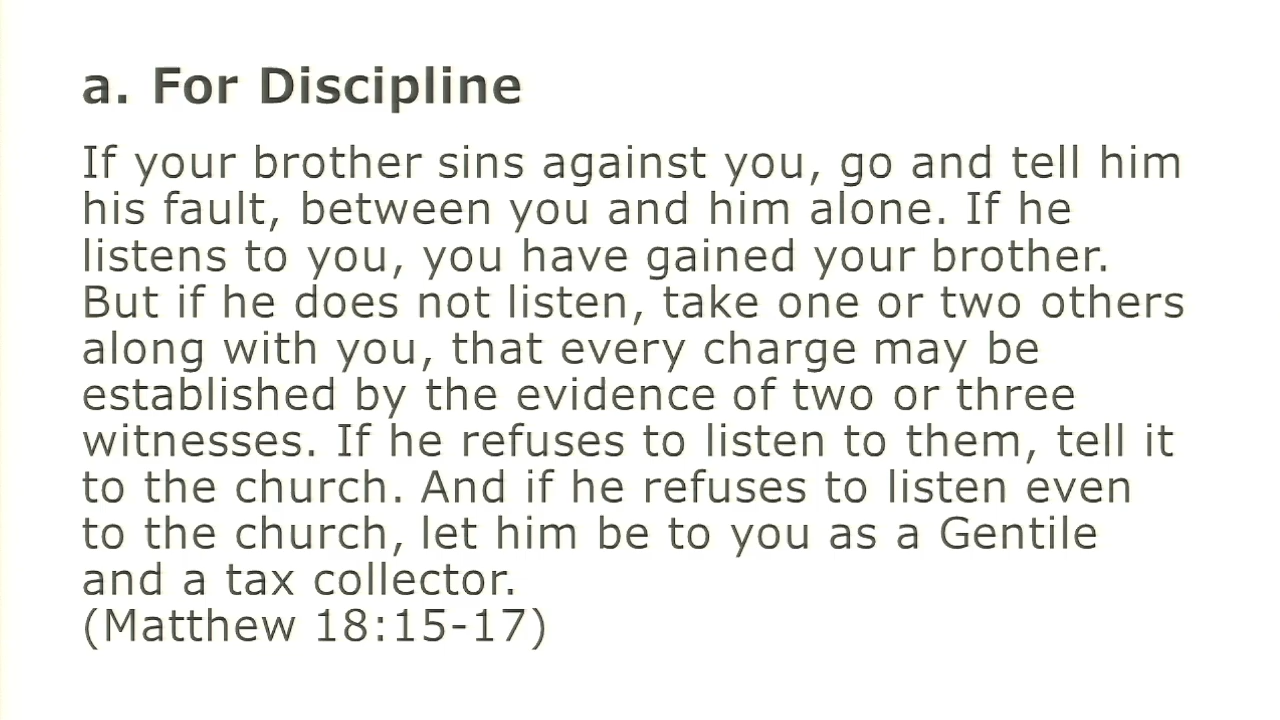 a. For Discipline
If your brother sins against you, go and tell him
his fault, between you and him alone. If he
listens to you, you have gained your brother.
But if he does not listen, take one or two others
along with you, that every charge may be
established by the evidence of two or three
witnesses. If he refuses to listen to them, tell it
to the church. And if he refuses to listen even
to the church, let him be to you as a Gentile
and a tax collector.
(Matthew 18:15-17)